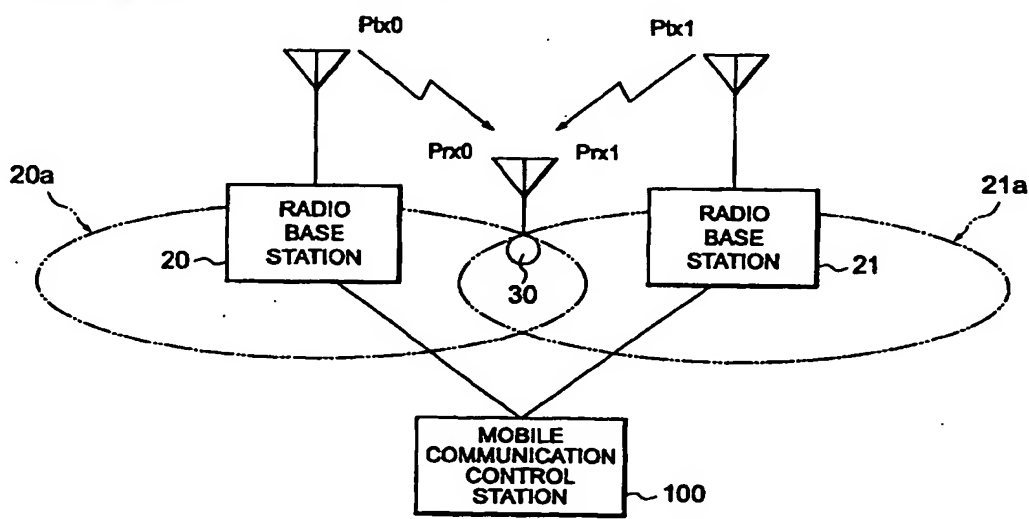 Ptx0
Ptx1
Prx0
Prx1
20a
21a
RADIO
BASE
STATION
20
RADIO
BASE
STATION
21
30
MOBILE
COMMUNICATION
CONTROL
STATION
100